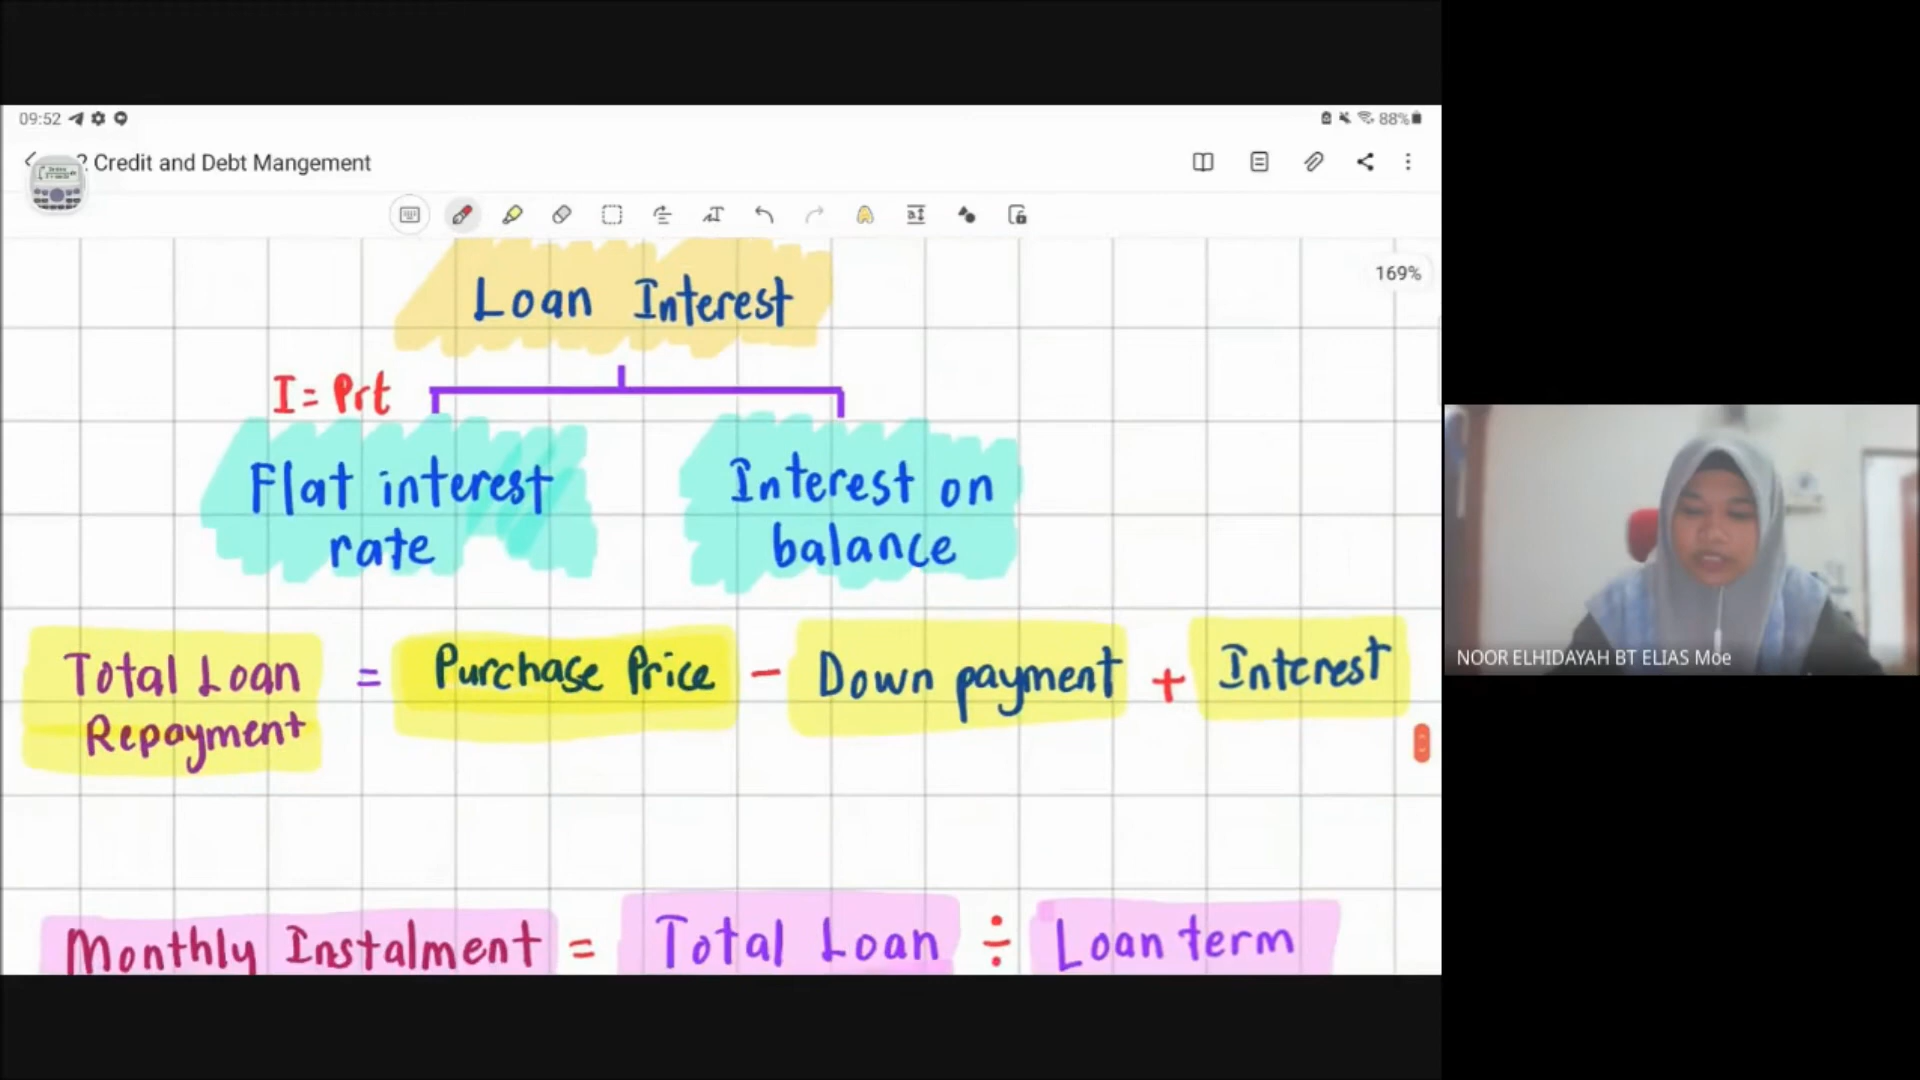 09:52
88%
2 Credit and Debt Mangement
169%
Loan Interest
I = Prt
Flat interest rate
Interest on balance
Total Loan Repayment = Purchase Price - Down payment + Interest
Monthly Instalment = Total Loan ÷ Loan term
NOOR ELHIDAYAH BT ELIAS Moe